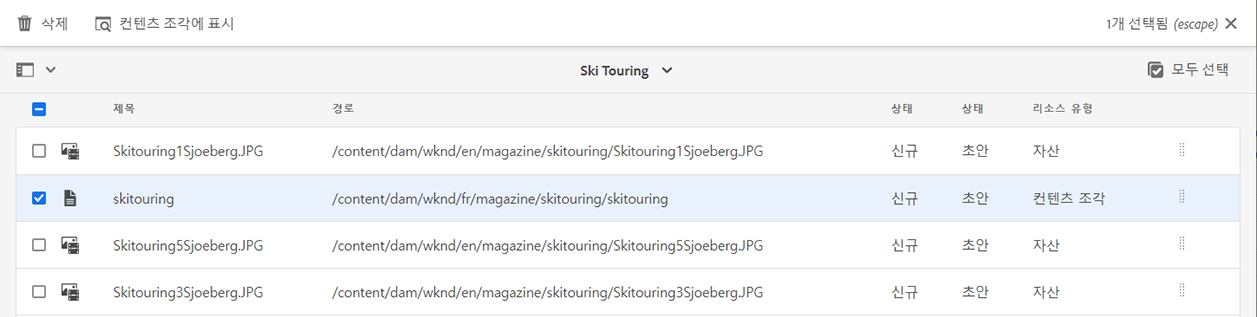 삭제 컨텐츠 조각에 표시 1개 선택됨 (escape)
Ski Touring 모두 선택
제목 경로 상태 상태 리소스 유형
Skitouring1Sjoeberg.JPG /content/dam/wknd/en/magazine/skitouring/Skitouring1Sjoeberg.JPG 신규 초안 자산
skitouring /content/dam/wknd/fr/magazine/skitouring/skitouring 신규 초안 컨텐츠 조각
Skitouring5Sjoeberg.JPG /content/dam/wknd/en/magazine/skitouring/Skitouring5Sjoeberg.JPG 신규 초안 자산
Skitouring3Sjoeberg.JPG /content/dam/wknd/en/magazine/skitouring/Skitouring3Sjoeberg.JPG 신규 초안 자산